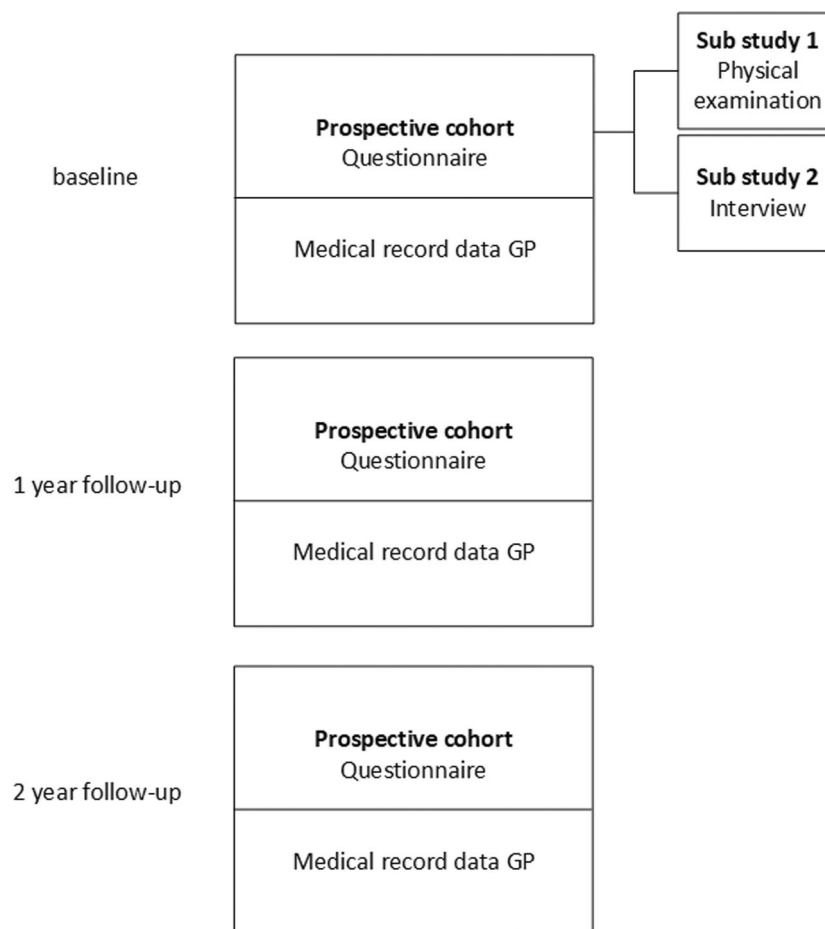 Sub study 1
Physical
examination
Prospective cohort
Questionnaire
baseline
Sub study 2
Interview
Medical record data GP
Prospective cohort
Questionnaire
1 year follow-up
Medical record data GP
Prospective cohort
Questionnaire
2 year follow-up
Medical record data GP